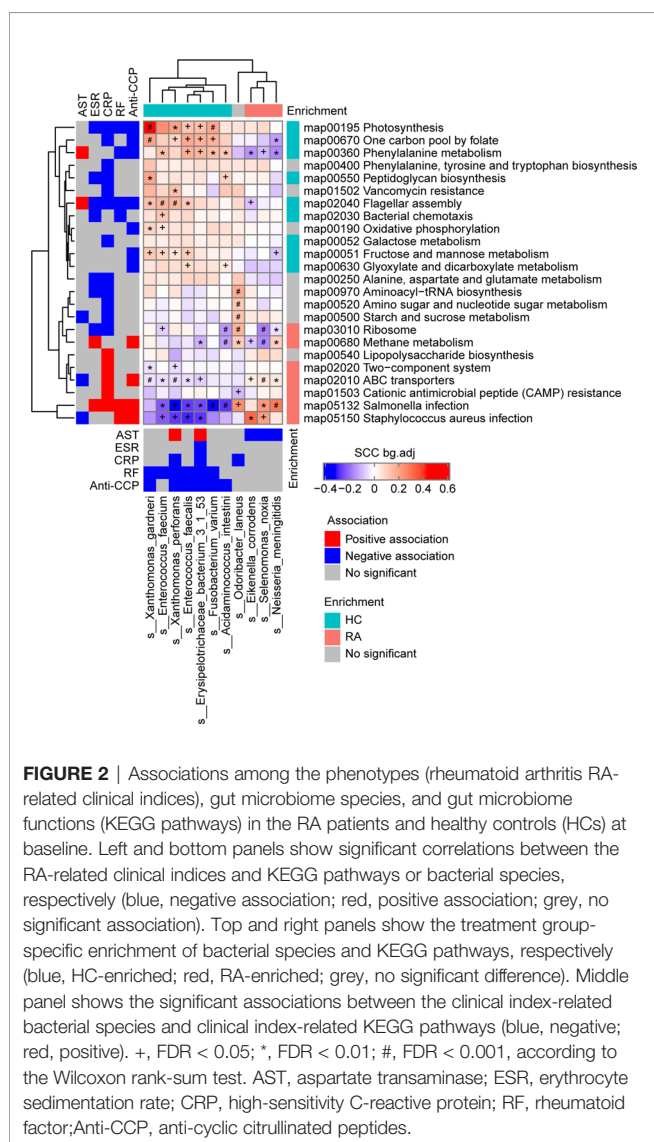 AST
ESR
CRP
RF
Anti-CCP
Enrichment
# * + + #
map00195 Photosynthesis
# + + + *
map00670 One carbon pool by folate
+ + + * * * + *
map00360 Phenylalanine metabolism
map00400 Phenylalanine, tyrosine and tryptophan biosynthesis
* +
map00550 Peptidoglycan biosynthesis
*
map01502 Vancomycin resistance
* # # * +
map02040 Flagellar assembly
+
map02030 Bacterial chemotaxis
* +
map00190 Oxidative phosphorylation
map00052 Galactose metabolism
+ + + + +
map00051 Fructose and mannose metabolism
+ +
map00630 Glyoxylate and dicarboxylate metabolism
map00250 Alanine, aspartate and glutamate metabolism
#
map00970 Aminoacyl−tRNA biosynthesis
#
map00520 Amino sugar and nucleotide sugar metabolism
#
map00500 Starch and sucrose metabolism
+ # # # *
map03010 Ribosome
* # * + # *
map00680 Methane metabolism
map00540 Lipopolysaccharide biosynthesis
* +
map02020 Two−component system
# * # * + + # *
map02010 ABC transporters
+
map01503 Cationic antimicrobial peptide (CAMP) resistance
map05132 Salmonella infection
map05150 Staphylococcus aureus infection
AST
ESR
CRP
RF
Anti−CCP
Enrichment
s__Xanthomonas_gardneri
s__Enterococcus_faecium
s__Xanthomonas_perforans
s__Enterococcus_faecalis
s__Erysipelotrichaceae_bacterium_3_1_53
s__Fusobacterium_varium
s__Acidaminococcus_intestini
s__Odoribacter_laneus
s__Eikenella_corrodens
s__Selenomonas_noxia
s__Neisseria_meningitidis
SCC bg.adj
−0.4 −0.2 0 0.2 0.4 0.6
Association
Positive association
Negative association
No significant
Enrichment
HC
RA
No significant
FIGURE 2 | Associations among the phenotypes (rheumatoid arthritis RA-
related clinical indices), gut microbiome species, and gut microbiome
functions (KEGG pathways) in the RA patients and healthy controls (HCs) at
baseline. Left and bottom panels show significant correlations between the
RA-related clinical indices and KEGG pathways or bacterial species,
respectively (blue, negative association; red, positive association; grey, no
significant association). Top and right panels show the treatment group-
specific enrichment of bacterial species and KEGG pathways, respectively
(blue, HC-enriched; red, RA-enriched; grey, no significant difference). Middle
panel shows the significant associations between the clinical index-related
bacterial species and clinical index-related KEGG pathways (blue, negative;
red, positive). +, FDR < 0.05; *, FDR < 0.01; #, FDR < 0.001, according to
the Wilcoxon rank-sum test. AST, aspartate transaminase; ESR, erythrocyte
sedimentation rate; CRP, high-sensitivity C-reactive protein; RF, rheumatoid
factor;Anti-CCP, anti-cyclic citrullinated peptides.